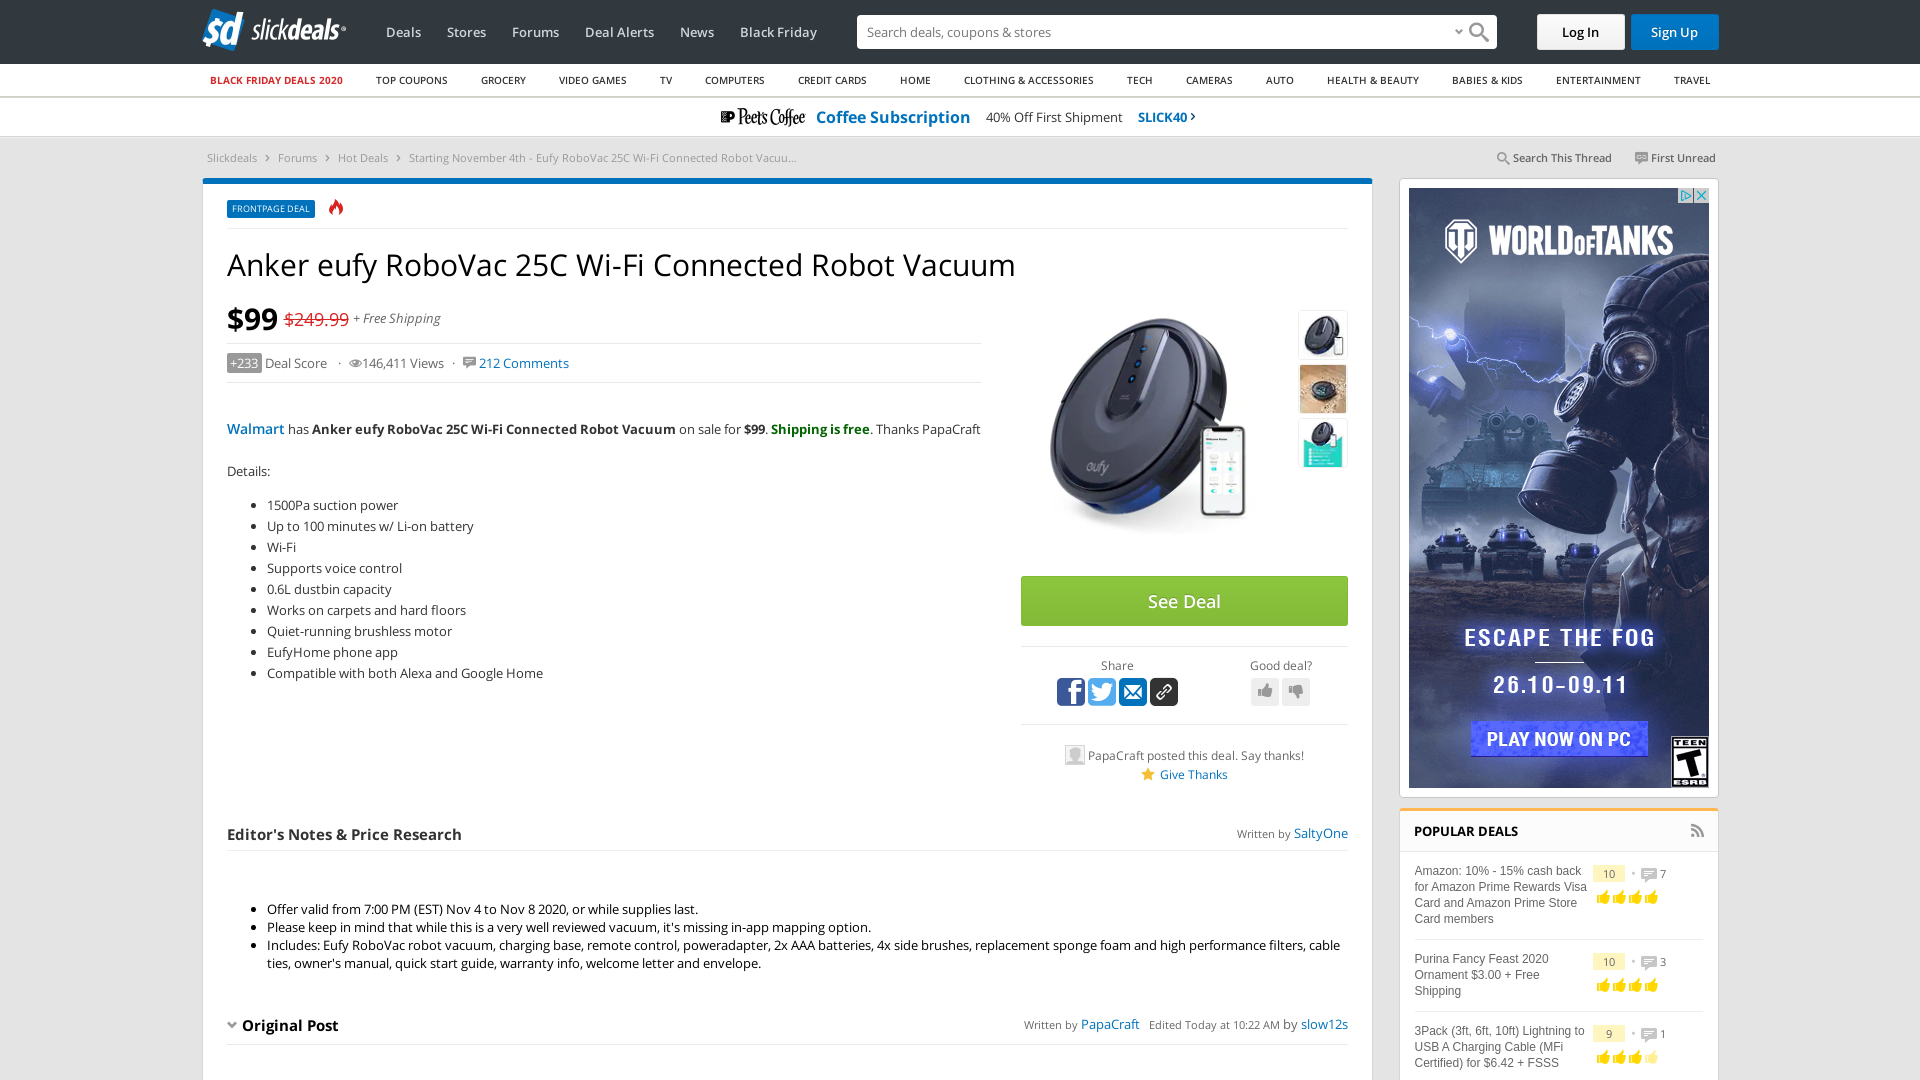 slickdeals
Deals
Stores
Forums
Deal Alerts
News
Black Friday
Search deals, coupons & stores
Log In
Sign Up
BLACK FRIDAY DEALS 2020
TOP COUPONS
GROCERY
VIDEO GAMES
TV
COMPUTERS
CREDIT CARDS
HOME
CLOTHING & ACCESSORIES
TECH
CAMERAS
AUTO
HEALTH & BEAUTY
BABIES & KIDS
ENTERTAINMENT
TRAVEL
Peet's Coffee Coffee Subscription 40% Off First Shipment SLICK40 ›
Slickdeals › Forums › Hot Deals › Starting November 4th - Eufy RoboVac 25C Wi-Fi Connected Robot Vacuu...
Search This Thread
First Unread
FRONTPAGE DEAL
Anker eufy RoboVac 25C Wi-Fi Connected Robot Vacuum
$99 $249.99 + Free Shipping
+233 Deal Score · 146,411 Views · 212 Comments
Walmart has Anker eufy RoboVac 25C Wi-Fi Connected Robot Vacuum on sale for $99. Shipping is free. Thanks PapaCraft
Details:
• 1500Pa suction power
• Up to 100 minutes w/ Li-on battery
• Wi-Fi
• Supports voice control
• 0.6L dustbin capacity
• Works on carpets and hard floors
• Quiet-running brushless motor
• EufyHome phone app
• Compatible with both Alexa and Google Home
eufy
See Deal
Share
Good deal?
PapaCraft posted this deal. Say thanks!
Give Thanks
Editor's Notes & Price Research
Written by SaltyOne
• Offer valid from 7:00 PM (EST) Nov 4 to Nov 8 2020, or while supplies last.
• Please keep in mind that while this is a very well reviewed vacuum, it's missing in-app mapping option.
• Includes: Eufy RoboVac robot vacuum, charging base, remote control, poweradapter, 2x AAA batteries, 4x side brushes, replacement sponge foam and high performance filters, cable
ties, owner's manual, quick start guide, warranty info, welcome letter and envelope.
Original Post
Written by PapaCraft Edited Today at 10:22 AM by slow12s
WORLD OF TANKS
ESCAPE THE FOG
26.10-09.11
PLAY NOW ON PC
TEEN
T
ESRB
POPULAR DEALS
Amazon: 10% - 15% cash back
for Amazon Prime Rewards Visa
Card and Amazon Prime Store
Card members
10 • 7
Purina Fancy Feast 2020
Ornament $3.00 + Free
Shipping
10 • 3
3Pack (3ft, 6ft, 10ft) Lightning to
USB A Charging Cable (MFi
Certified) for $6.42 + FSSS
9 • 1